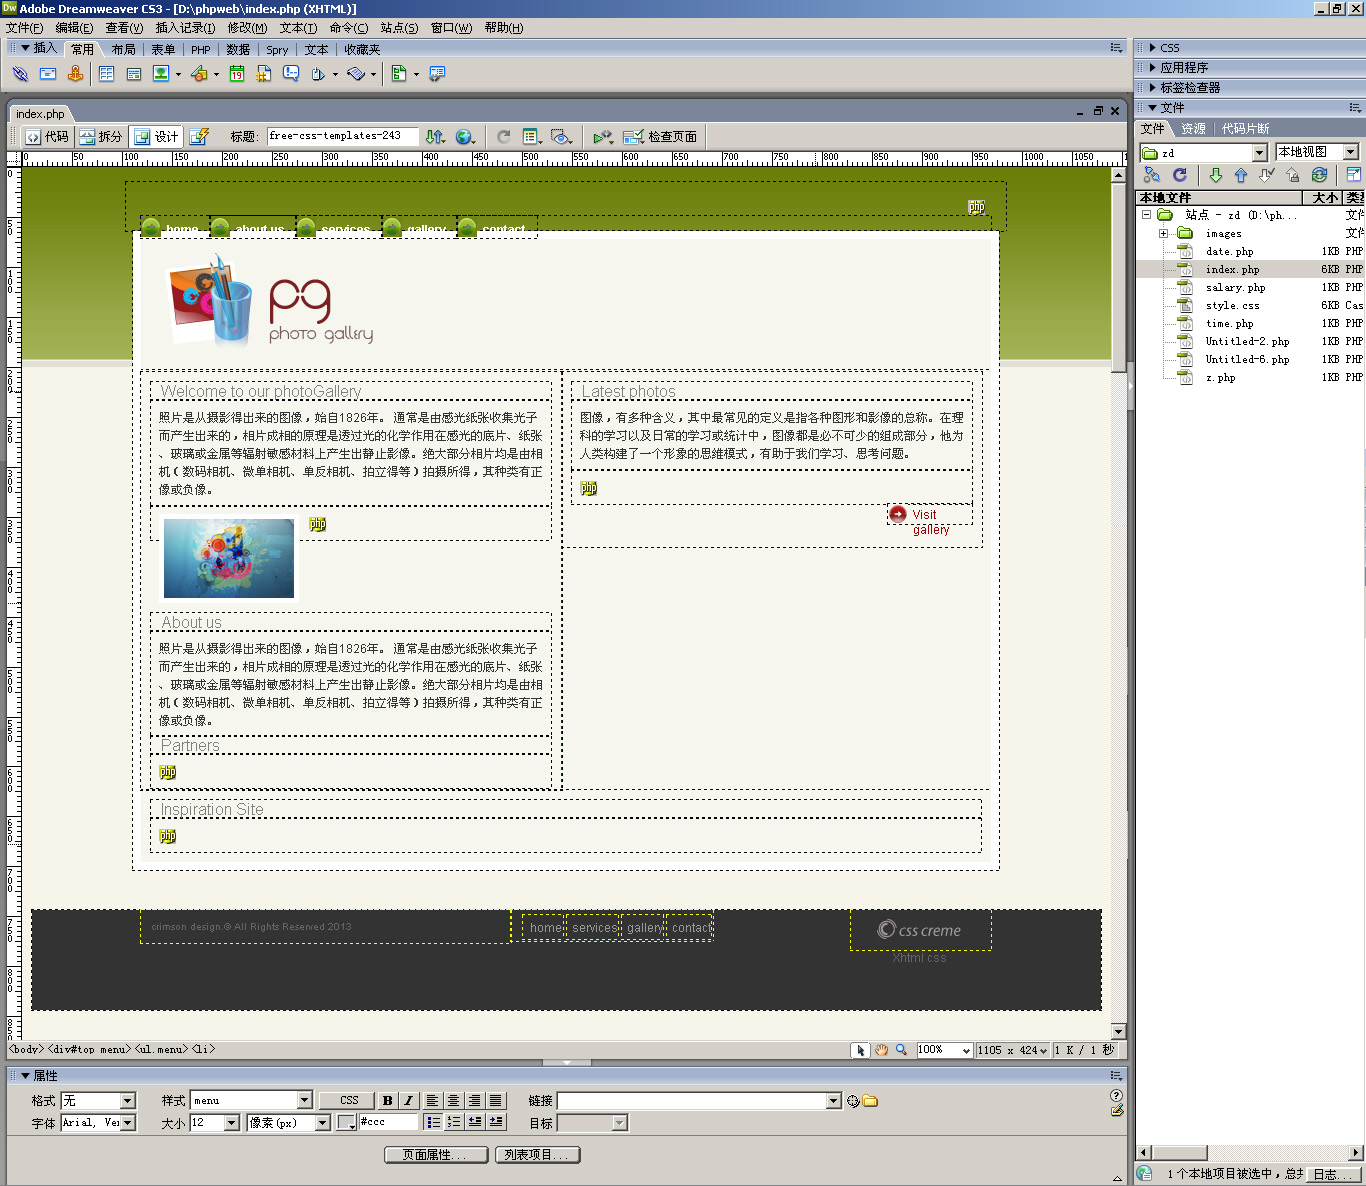 Adobe Dreamweaver CS3 - [D:\phpweb\index.php (XHTML)]
文件(F) 编辑(E) 查看(V) 插入记录(I) 修改(M) 文本(T) 命令(C) 站点(S) 窗口(W) 帮助(H)
插入 常用 布局 表单 PHP 数据 Spry 文本 收藏夹
index.php
代码 拆分 设计 标题: free-css-templates-243 检查页面
0 50 100 150 200 250 300 350 400 450 500 550 600 650 700 750 800 850 900 950 1000 1050
php
home about us services gallery contact
pg
photo gallery
Welcome to our photoGallery
照片是从摄影得出来的图像，始自1826年。 通常是由感光纸张收集光子
而产生出来的，相片成相的原理是透过光的化学作用在感光的底片、纸张
、玻璃或金属等辐射敏感材料上产生出静止影像。绝大部分相片均是由相
机（数码相机、微单相机、单反相机、拍立得等）拍摄所得，其种类有正
像或负像。
php
About us
照片是从摄影得出来的图像，始自1826年。 通常是由感光纸张收集光子
而产生出来的，相片成相的原理是透过光的化学作用在感光的底片、纸张
、玻璃或金属等辐射敏感材料上产生出静止影像。绝大部分相片均是由相
机（数码相机、微单相机、单反相机、拍立得等）拍摄所得，其种类有正
像或负像。
Partners
php
Latest photos
图像，有多种含义，其中最常见的定义是指各种图形和影像的总称。在理
科的学习以及日常的学习或统计中，图像都是必不可少的组成部分，他为
人类构建了一个形象的思维模式，有助于我们学习、思考问题。
php
Visit
gallery
Inspiration Site
php
crimson design.© All Rights Reserved 2013
home services gallery contact
css creme
Xhtml css
<body> <div#top_menu> <ul.menu> <li>
100% 1105 x 424 1 K / 1 秒
属性
格式 无 样式 menu CSS B I 链接
字体 Arial, Ver 大小 12 像素(px) #ccc 目标
页面属性... 列表项目...
CSS
应用程序
标签检查器
文件
文件 资源 代码片断
zd 本地视图
本地文件 大小 类型
站点 - zd (D:\ph... 文件
images 文件
date.php 1KB PHP
index.php 6KB PHP
salary.php 1KB PHP
style.css 6KB Cas
time.php 1KB PHP
Untitled-2.php 1KB PHP
Untitled-6.php 1KB PHP
z.php 1KB PHP
1 个本地项目被选中，总共 日志...